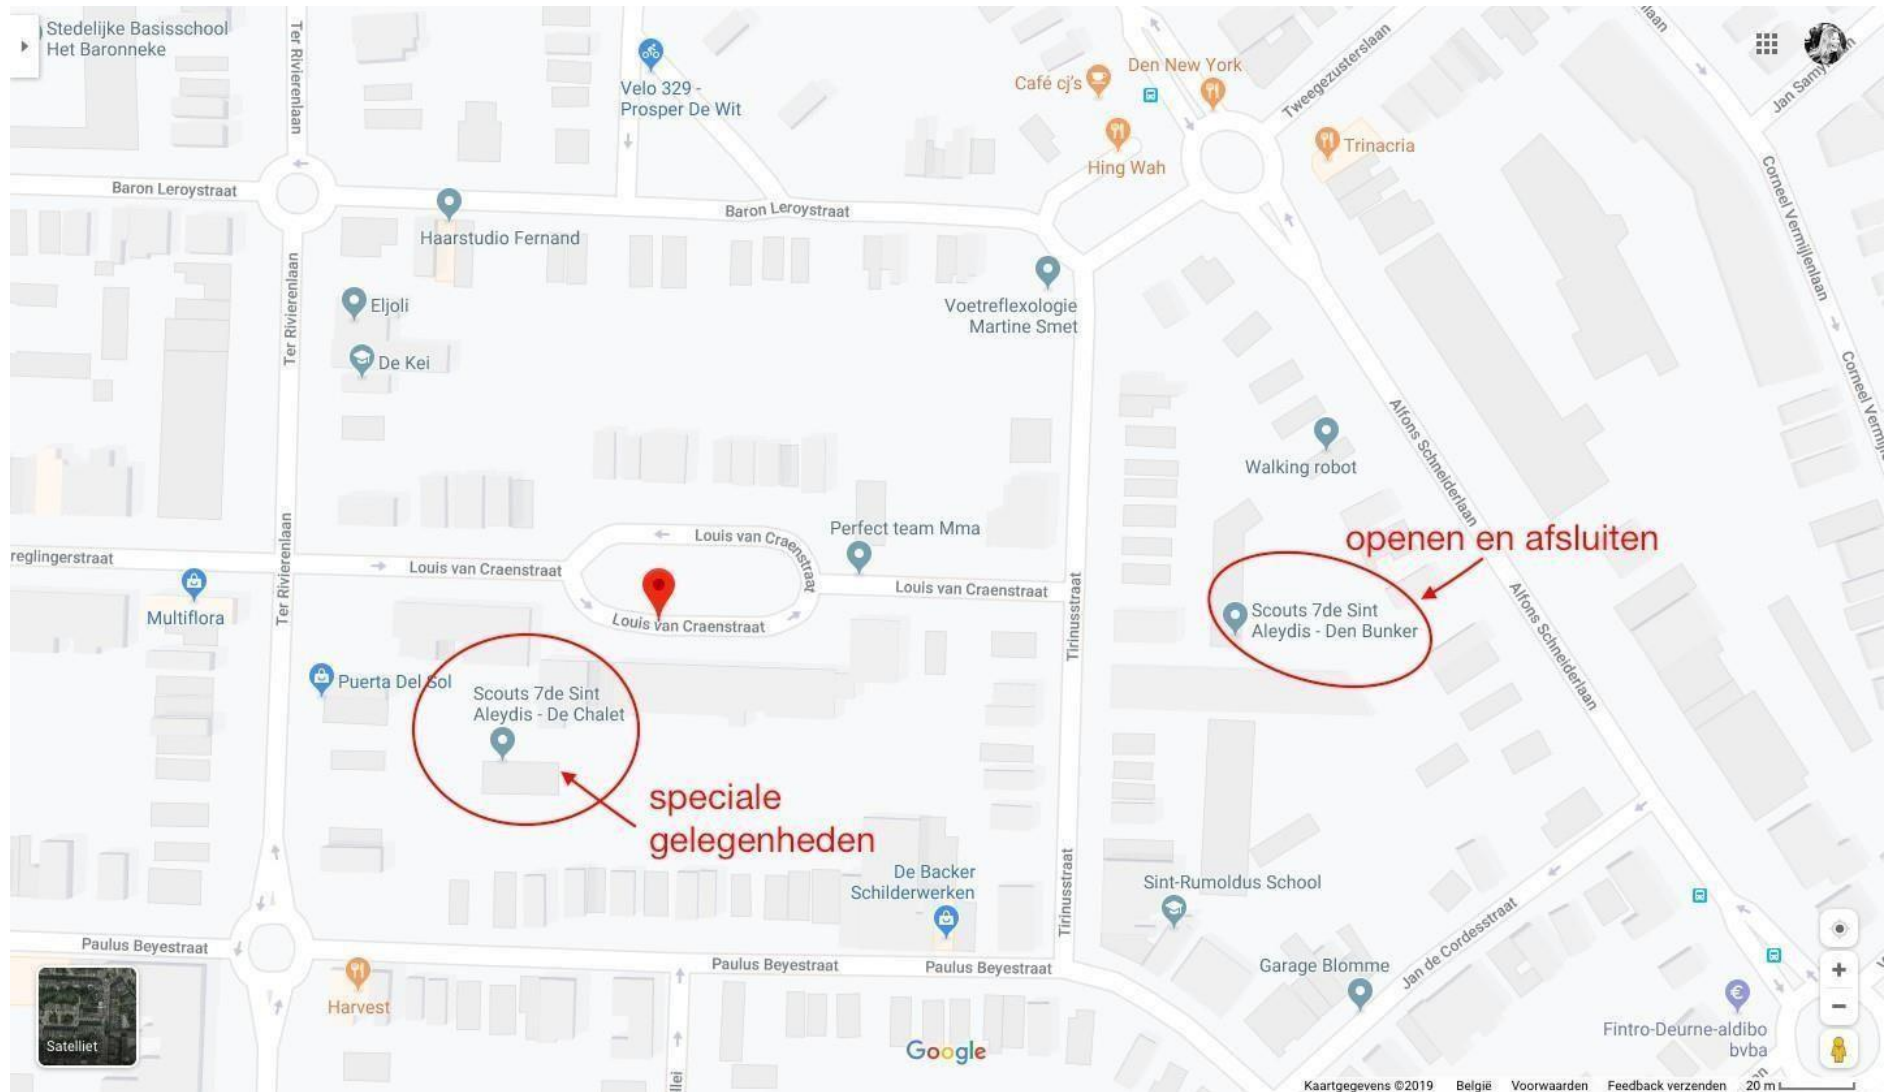 Stedelijke Basisschool
Het Baronneke
Ter Rivierenlaan
Velo 329 -
Prosper De Wit
Café cj's
Den New York
Tweegezusterslaan
Jan Samy
laan
Hing Wah
Trinacria
Baron Leroystraat
Baron Leroystraat
Corneel Vermijlenlaan
Haarstudio Fernand
Ter Rivierenlaan
Eljoli
De Kei
Voetreflexologie
Martine Smet
Corneel Vermijle
Alfons Schneiderlaan
Walking robot
Ter Rivierenlaan
Louis van Craenstraat
Perfect team Mma
openen en afsluiten
reglingerstraat
Louis van Craenstraat
Louis van Craenstraat
Multiflora
Louis van Craenstraat
Tirinusstraat
Scouts 7de Sint
Aleydis - Den Bunker
Alfons Schneiderlaan
Puerta Del Sol
Scouts 7de Sint
Aleydis - De Chalet
speciale
gelegenheden
De Backer
Schilderwerken
Tirinusstraat
Sint-Rumoldus School
Jan de Cordesstraat
Paulus Beyestraat
Paulus Beyestraat
Paulus Beyestraat
Garage Blomme
Harvest
Satelliet
Google
llei
Fintro-Deurne-aldibo
bvba
Kaartgegevens ©2019 België Voorwaarden Feedback verzenden 20 m